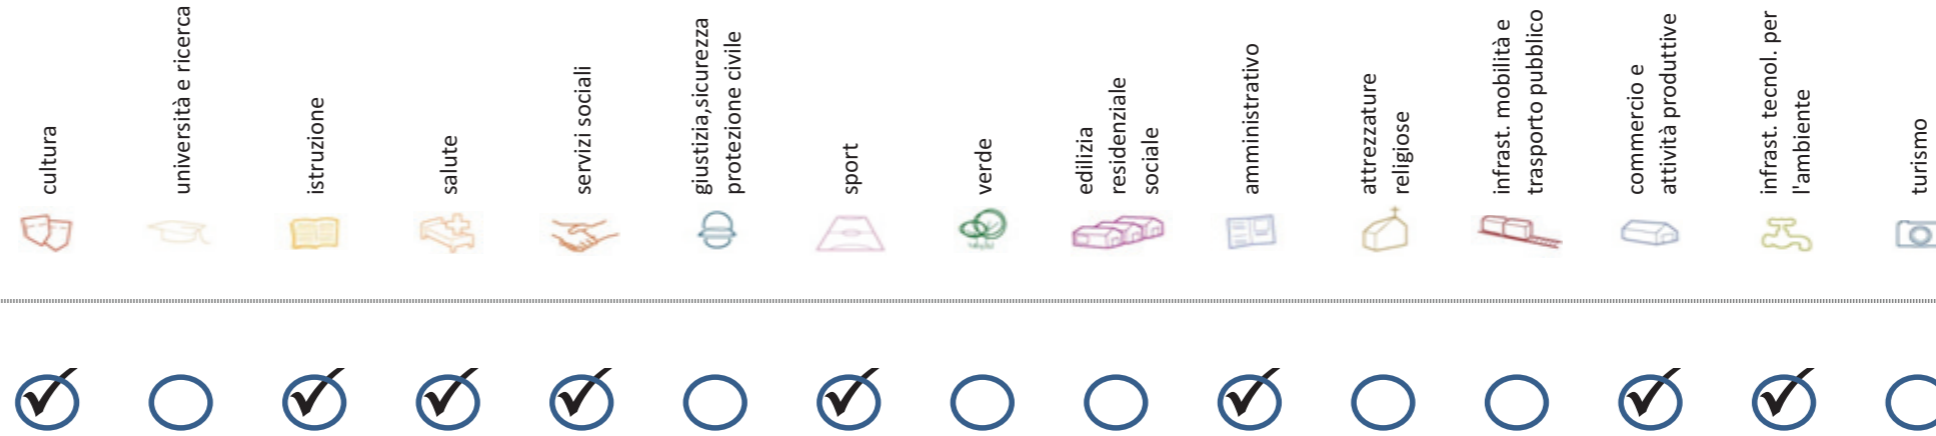 cultura
università e ricerca
istruzione
salute
servizi sociali
giustizia,sicurezza
protezione civile
sport
verde
edilizia
residenziale
sociale
amministrativo
attrezzature
religiose
infrast. mobilità e
trasporto pubblico
commercio e
attività produttive
infrast. tecnol. per
l'ambiente
turismo